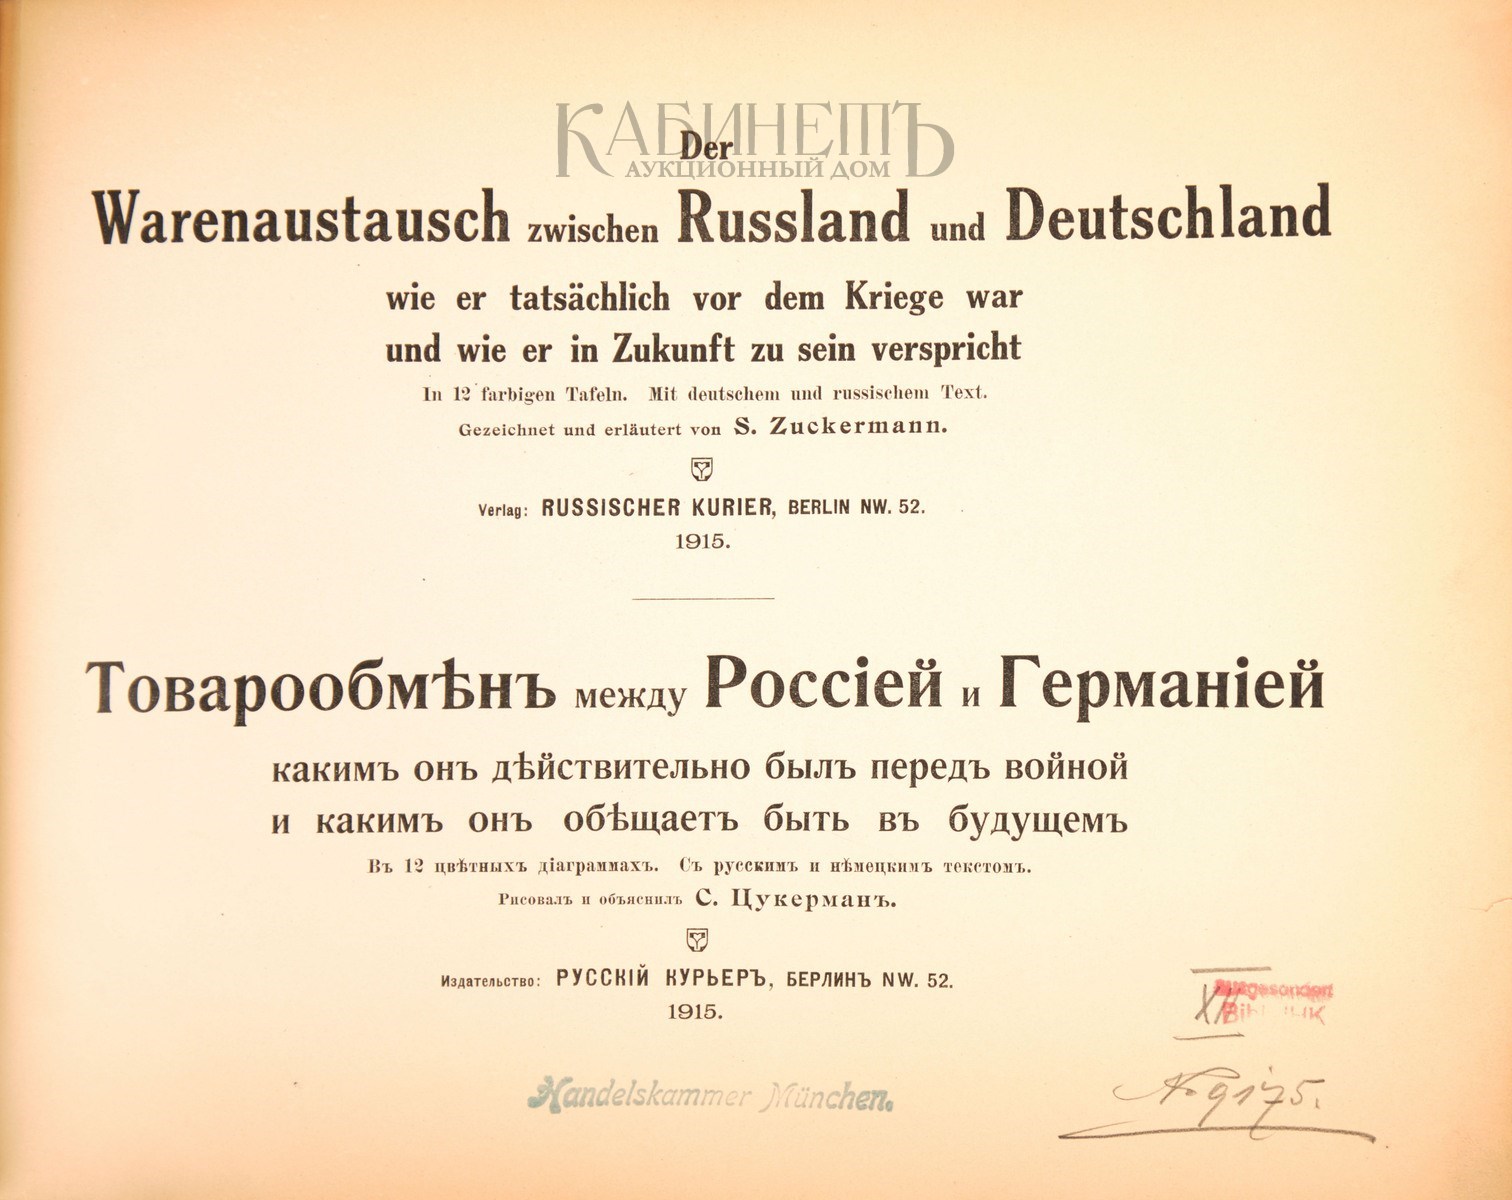 КАБИНЕТЪ
АУКЦИОННЫЙ ДОМ
Der
Warenaustausch zwischen Russland und Deutschland
wie er tatsächlich vor dem Kriege war
und wie er in Zukunft zu sein verspricht
In 12 farbigen Tafeln. Mit deutschem und russischem Text.
Gezeichnet und erläutert von S. Zuckermann.
Verlag: RUSSISCHER KURIER, BERLIN NW. 52.
1915.
Товарообмѣнъ между Россіей и Германіей
какимъ онъ дѣйствительно былъ передъ войной
и какимъ онъ обѣщаетъ быть въ будущемъ
Въ 12 цвѣтныхъ діаграммахъ. Съ русскимъ и нѣмецкимъ текстомъ.
Рисовалъ и объяснилъ С. Цукерманъ.
Издательство: РУССКІЙ КУРЬЕРЪ, БЕРЛИНЪ NW. 52.
1915.
Handelskammer München.
No 9175.